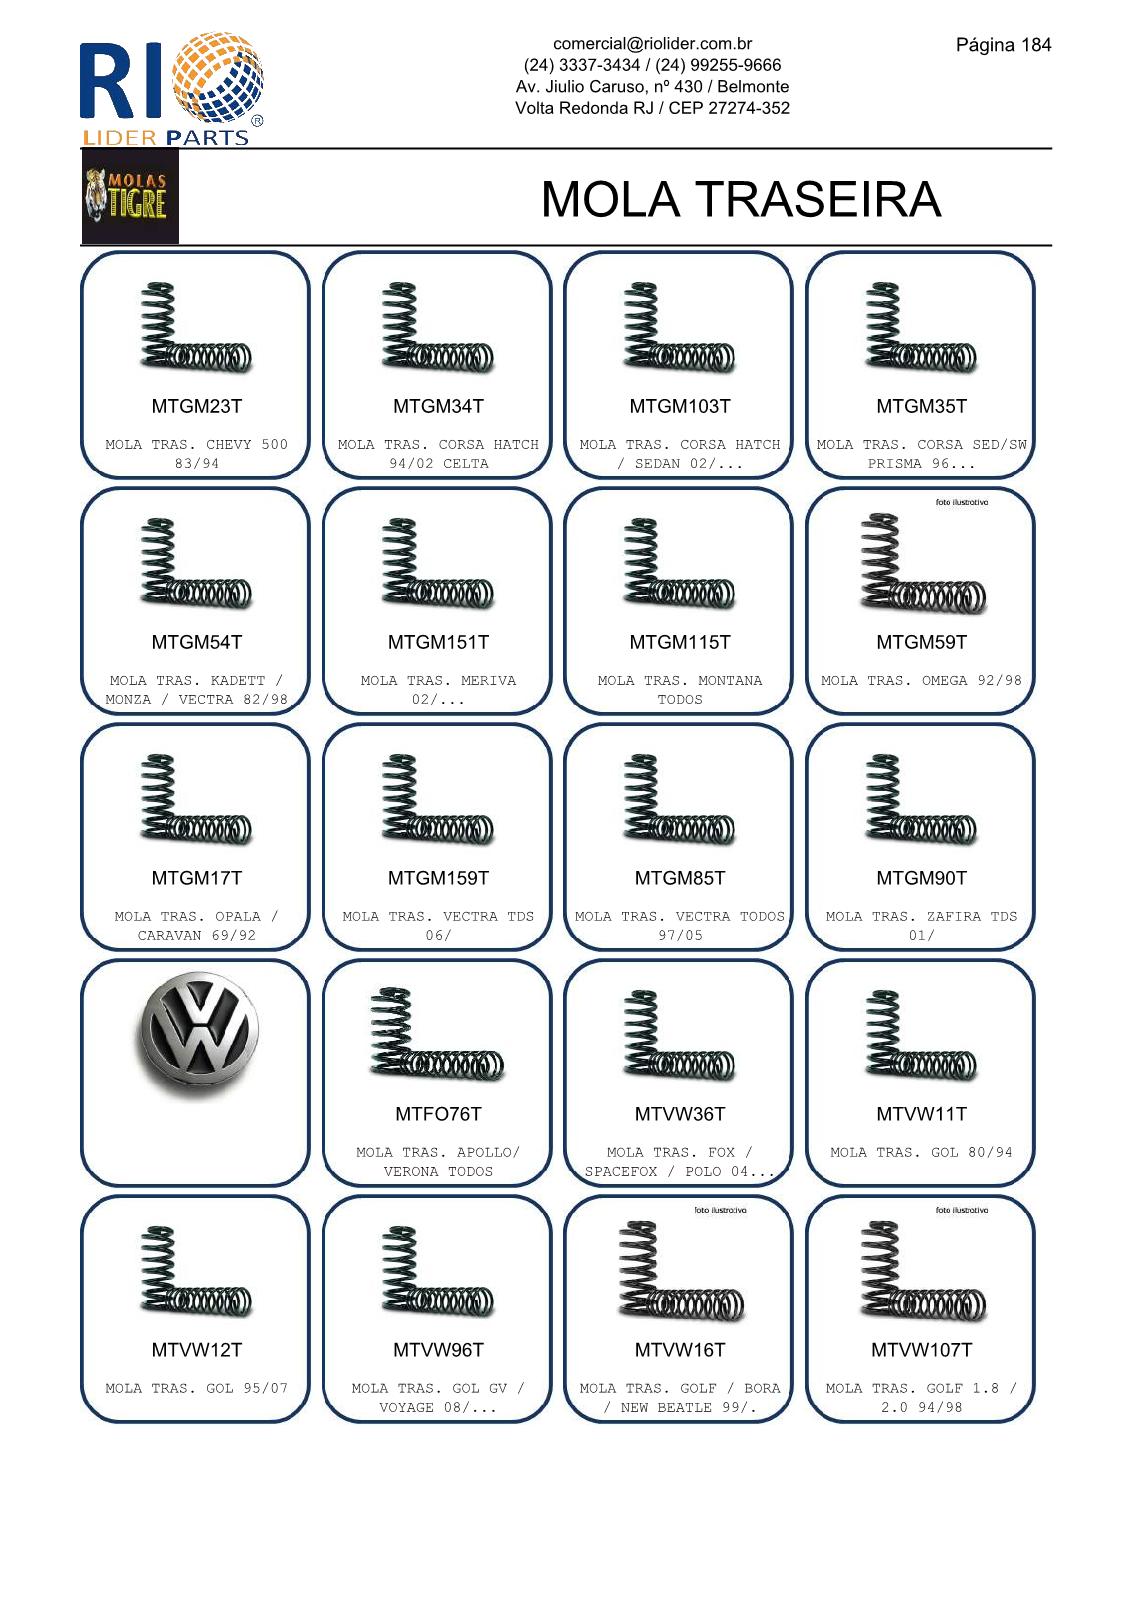 RIO
LIDER PARTS
®
comercial@riolider.com.br
(24) 3337-3434 / (24) 99255-9666
Av. Jiulio Caruso, nº 430 / Belmonte
Volta Redonda RJ / CEP 27274-352
Página 184
MOLAS
TIGRE
MOLA TRASEIRA
MTGM23T
MOLA TRAS. CHEVY 500
83/94
MTGM34T
MOLA TRAS. CORSA HATCH
94/02 CELTA
MTGM103T
MOLA TRAS. CORSA HATCH
/ SEDAN 02/...
MTGM35T
MOLA TRAS. CORSA SED/SW
PRISMA 96...
MTGM54T
MOLA TRAS. KADETT /
MONZA / VECTRA 82/98
MTGM151T
MOLA TRAS. MERIVA
02/...
MTGM115T
MOLA TRAS. MONTANA
TODOS
foto ilustrativa
MTGM59T
MOLA TRAS. OMEGA 92/98
MTGM17T
MOLA TRAS. OPALA /
CARAVAN 69/92
MTGM159T
MOLA TRAS. VECTRA TDS
06/
MTGM85T
MOLA TRAS. VECTRA TODOS
97/05
MTGM90T
MOLA TRAS. ZAFIRA TDS
01/
VW
MTFO76T
MOLA TRAS. APOLLO/
VERONA TODOS
MTVW36T
MOLA TRAS. FOX /
SPACEFOX / POLO 04...
MTVW11T
MOLA TRAS. GOL 80/94
MTVW12T
MOLA TRAS. GOL 95/07
MTVW96T
MOLA TRAS. GOL GV /
VOYAGE 08/...
foto ilustrativa
MTVW16T
MOLA TRAS. GOLF / BORA
/ NEW BEATLE 99/.
foto ilustrativa
MTVW107T
MOLA TRAS. GOLF 1.8 /
2.0 94/98